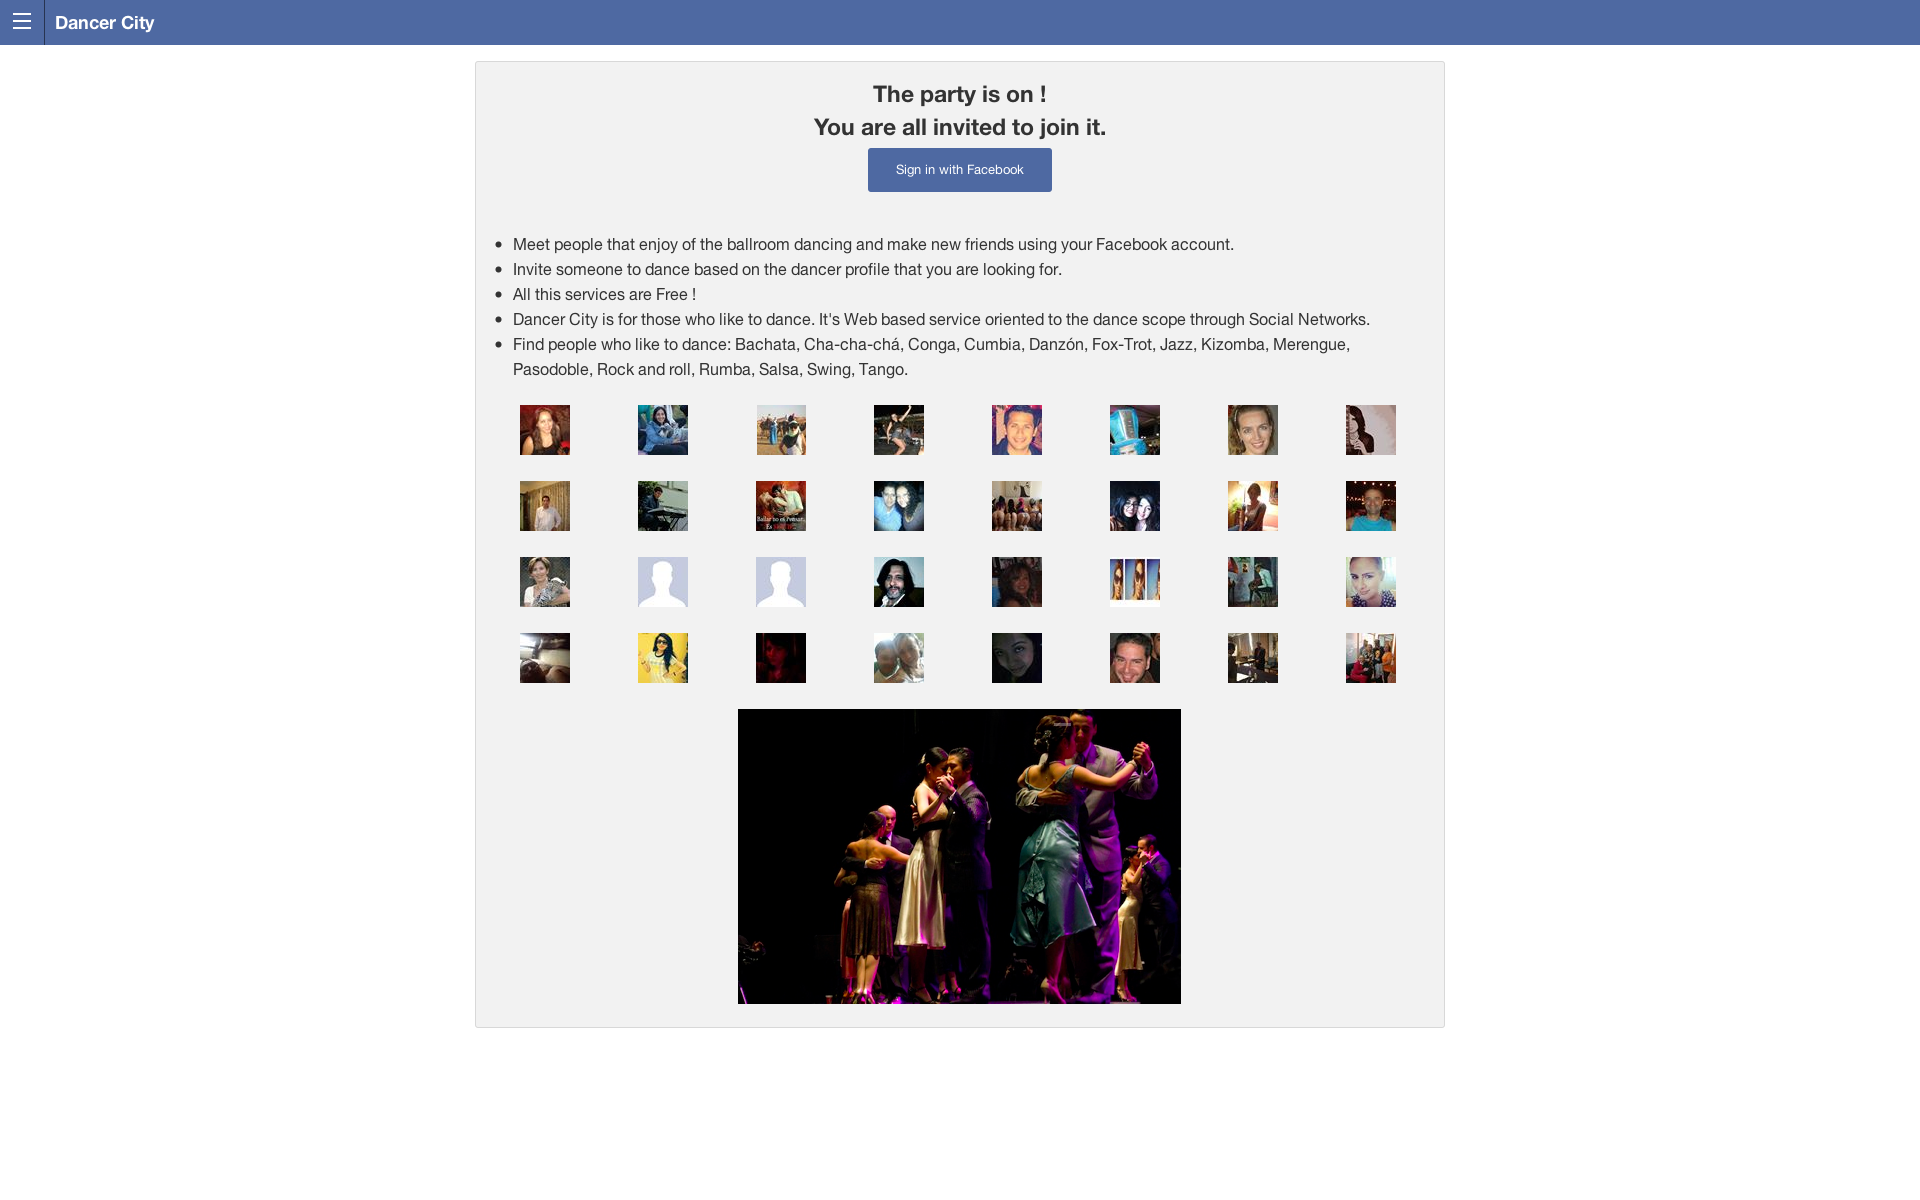 Dancer City
The party is on !
You are all invited to join it.
Sign in with Facebook
Meet people that enjoy of the ballroom dancing and make new friends using your Facebook account.
Invite someone to dance based on the dancer profile that you are looking for.
All this services are Free !
Dancer City is for those who like to dance. It's Web based service oriented to the dance scope through Social Networks.
Find people who like to dance: Bachata, Cha-cha-chá, Conga, Cumbia, Danzón, Fox-Trot, Jazz, Kizomba, Merengue,
Pasodoble, Rock and roll, Rumba, Salsa, Swing, Tango.
Bailar no es Pensar,
Es